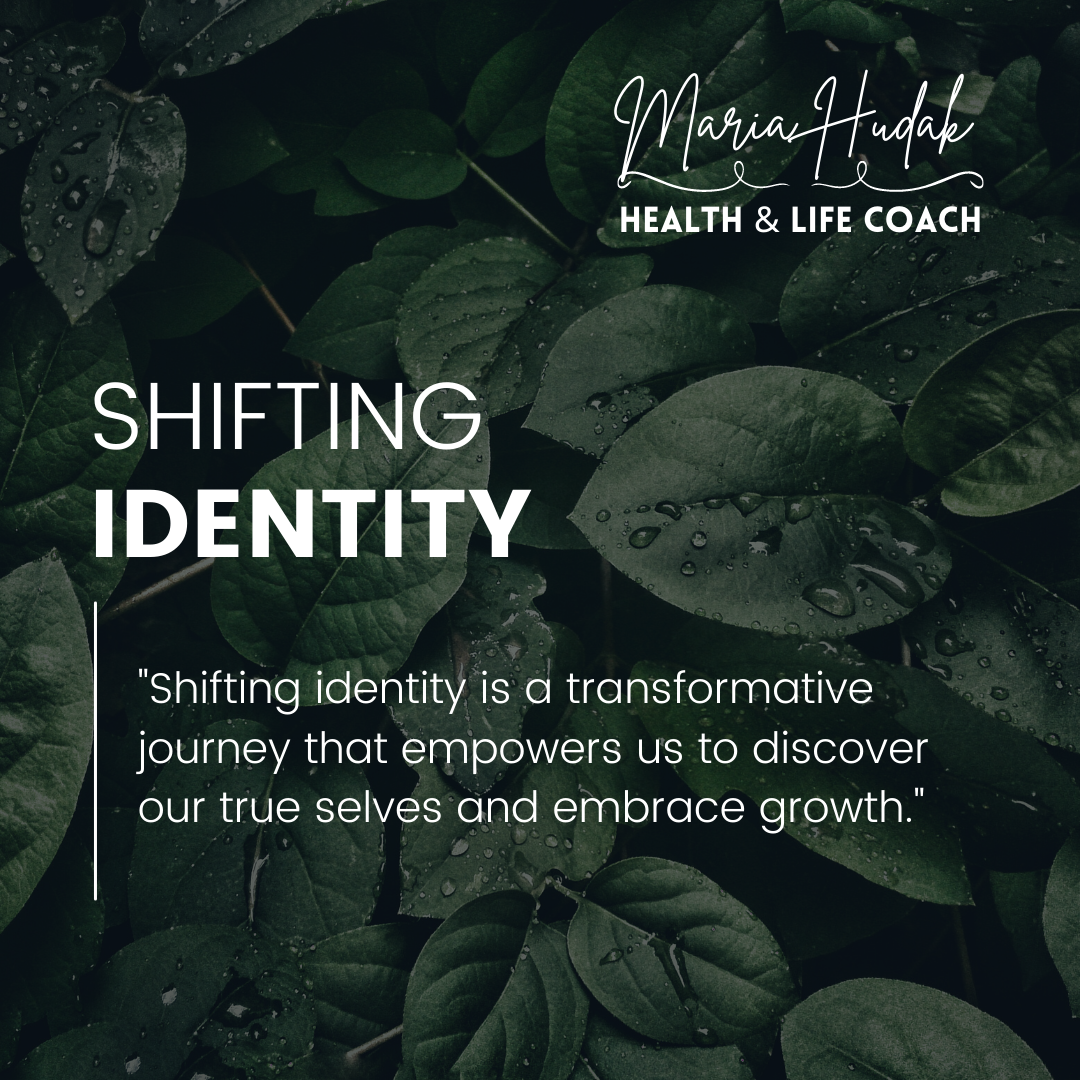 Maria Hudak
HEALTH & LIFE COACH
SHIFTING
IDENTITY
"Shifting identity is a transformative
journey that empowers us to discover
our true selves and embrace growth."